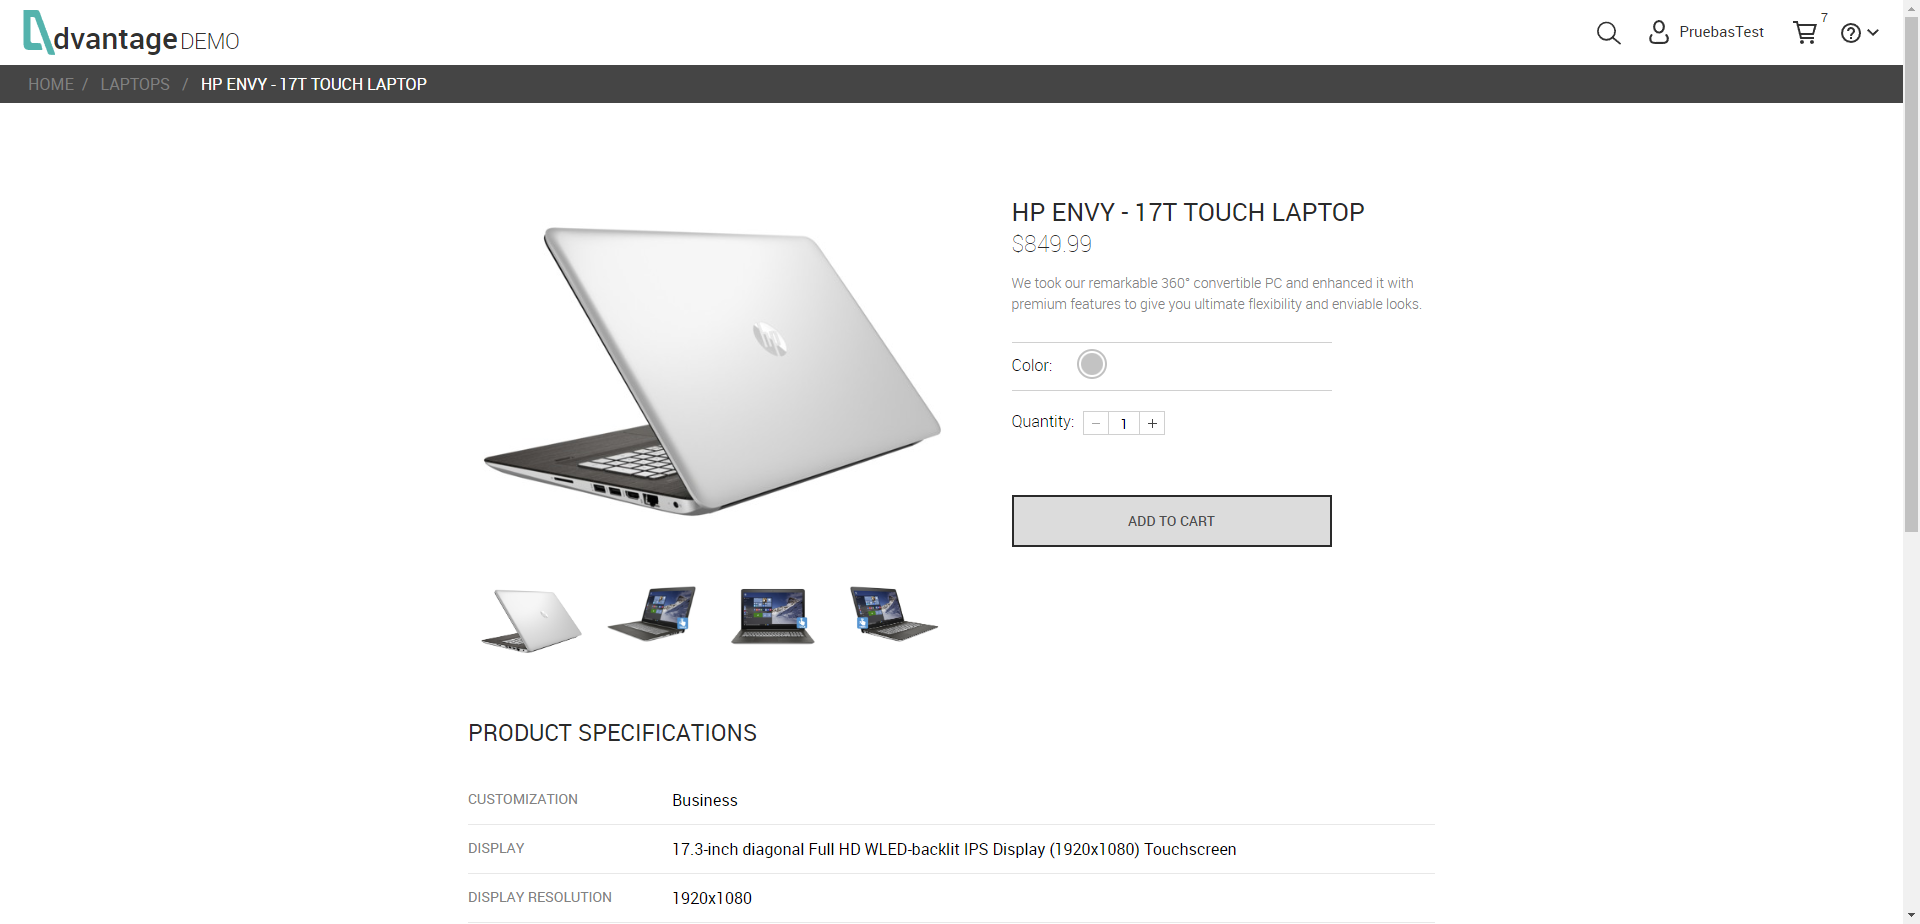 dvantage DEMO
PruebasTest
7
HOME / LAPTOPS / HP ENVY - 17T TOUCH LAPTOP
HP ENVY - 17T TOUCH LAPTOP
$849.99
We took our remarkable 360° convertible PC and enhanced it with
premium features to give you ultimate flexibility and enviable looks.
Color:
Quantity: − 1 +
ADD TO CART
hp
PRODUCT SPECIFICATIONS
CUSTOMIZATION Business
DISPLAY 17.3-inch diagonal Full HD WLED-backlit IPS Display (1920x1080) Touchscreen
DISPLAY RESOLUTION 1920x1080